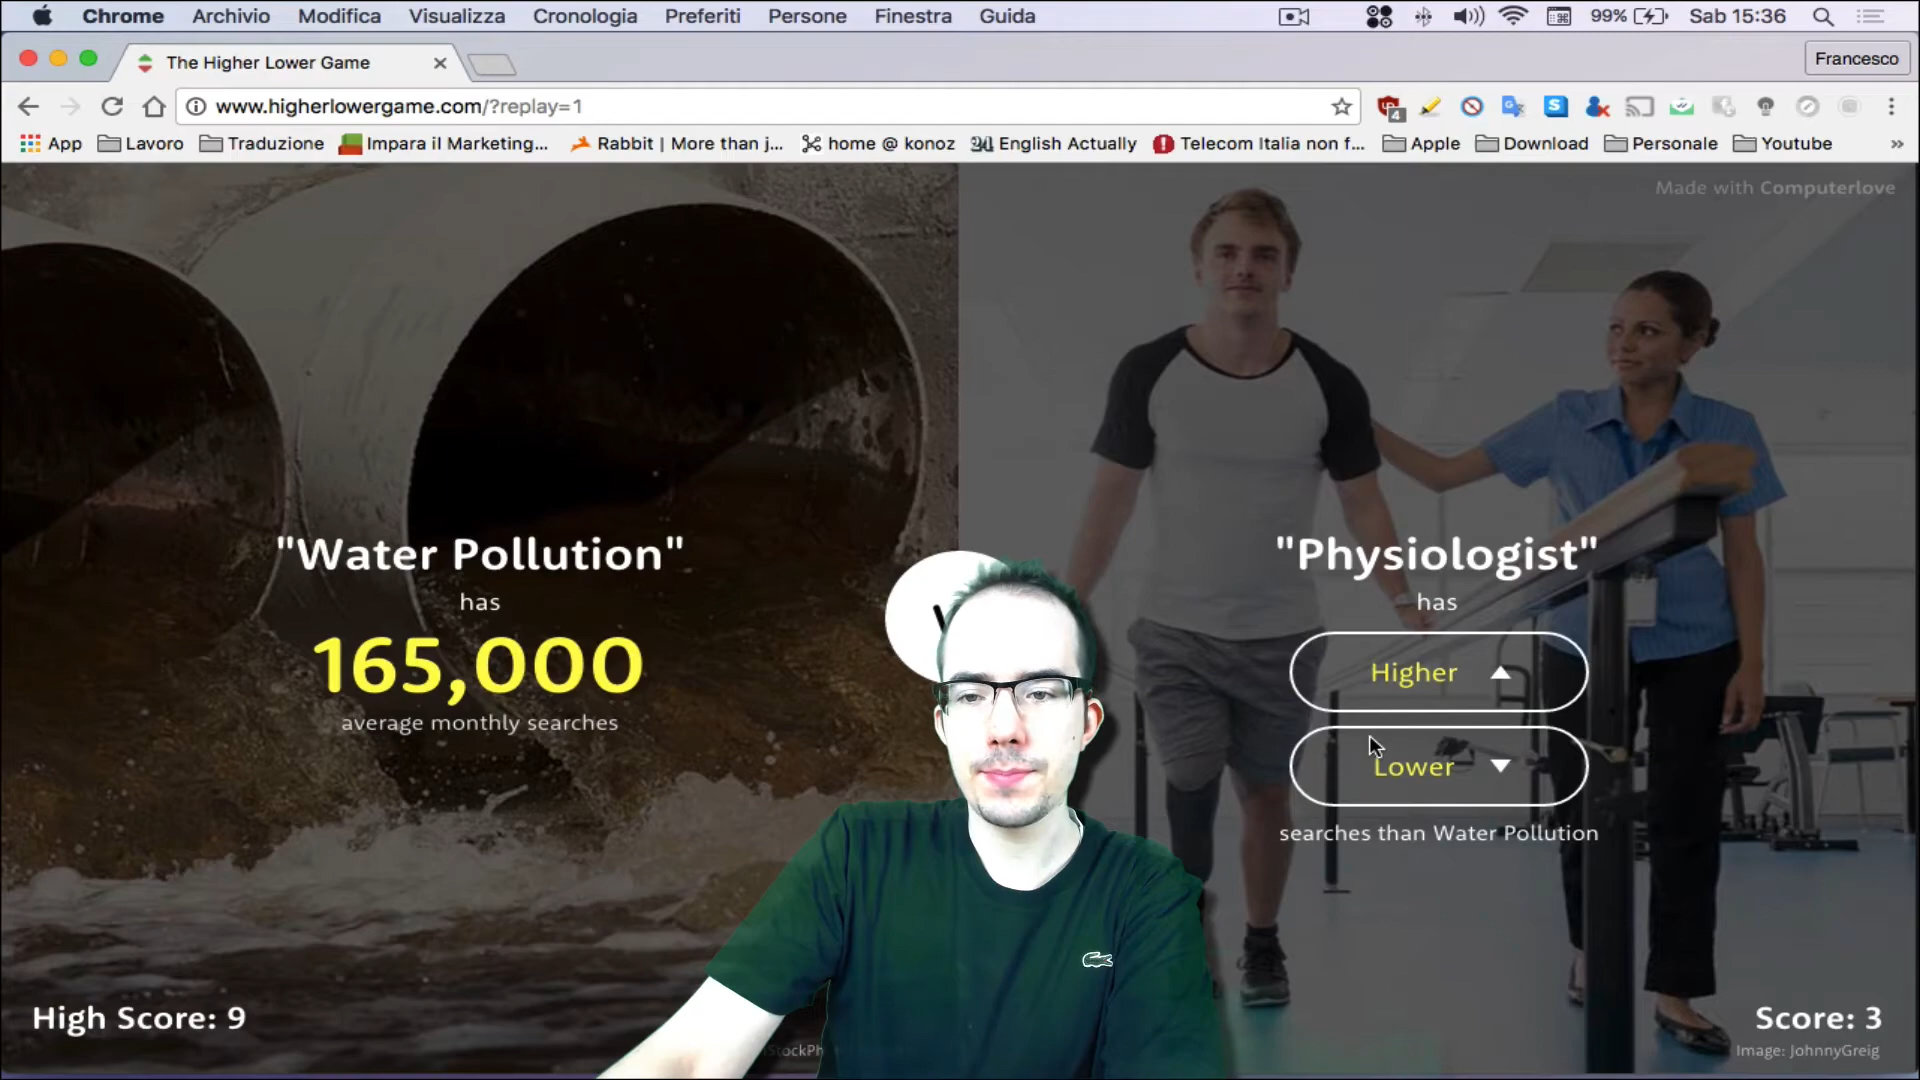 Chrome Archivio Modifica Visualizza Cronologia Preferiti Persone Finestra Guida 99% Sab 15:36
The Higher Lower Game
Francesco
www.higherlowergame.com/?replay=1
4
App Lavoro Traduzione Impara il Marketing... Rabbit | More than j... home @ konoz English Actually Telecom Italia non f... Apple Download Personale Youtube »
Made with Computerlove
"Water Pollution"
has
165,000
average monthly searches
"Physiologist"
has
Higher
Lower
searches than Water Pollution
High Score: 9
Score: 3
Image: JohnnyGreig